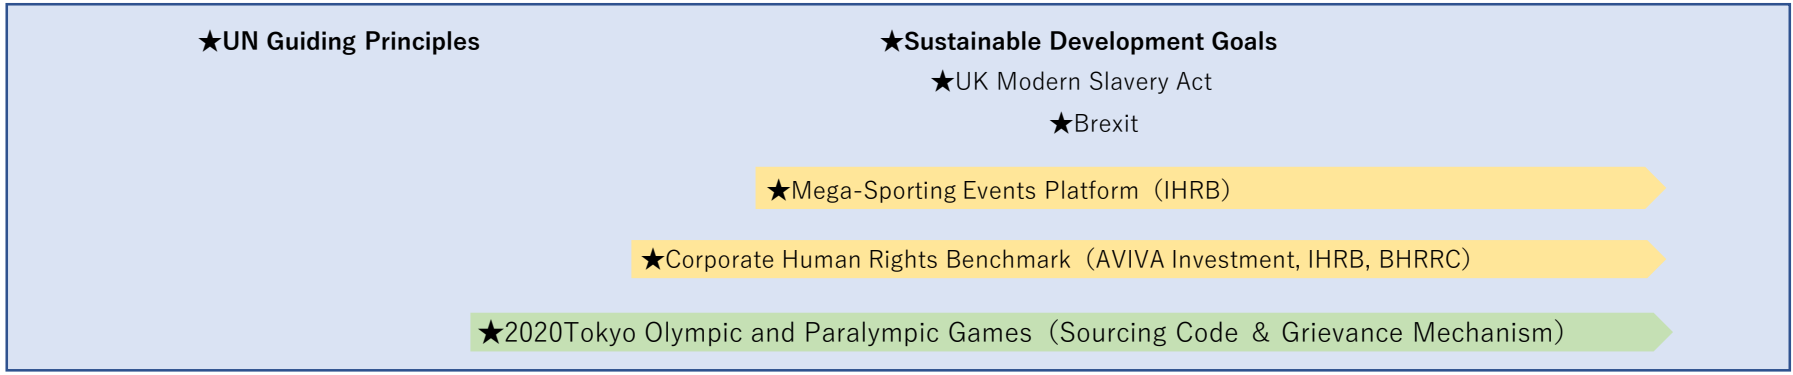 ★UN Guiding Principles
★Sustainable Development Goals
★UK Modern Slavery Act
★Brexit
★Mega-Sporting Events Platform（IHRB）
★Corporate Human Rights Benchmark（AVIVA Investment, IHRB, BHRRC）
★2020Tokyo Olympic and Paralympic Games（Sourcing Code ＆ Grievance Mechanism）